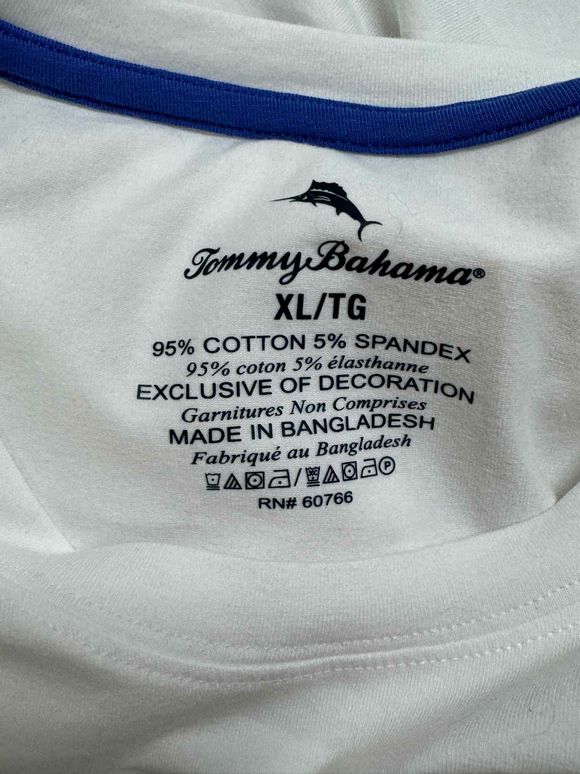 Tommy Bahama®
XL/TG
95% COTTON 5% SPANDEX
95% coton 5% élasthanne
EXCLUSIVE OF DECORATION
Garnitures Non Comprises
MADE IN BANGLADESH
Fabriqué au Bangladesh
P
RN# 60766